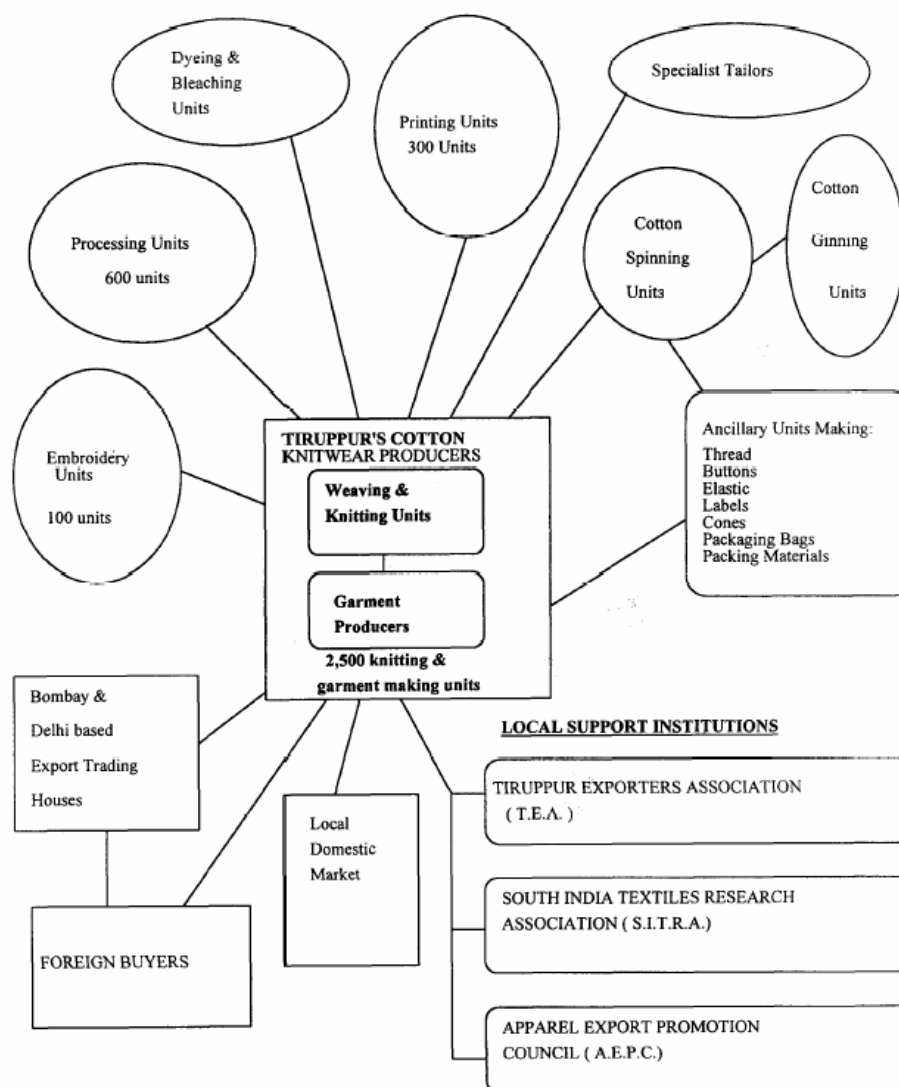 Dyeing &
Bleaching
Units
Printing Units
300 Units
Specialist Tailors
Processing Units
600 units
Cotton
Spinning
Units
Cotton
Ginning
Units
Embroidery
Units
100 units
TIRUPPUR'S COTTON
KNITWEAR PRODUCERS
Weaving &
Knitting Units
Garment
Producers
2,500 knitting &
garment making units
Ancillary Units Making:
Thread
Buttons
Elastic
Labels
Cones
Packaging Bags
Packing Materials
Bombay &
Delhi based
Export Trading
Houses
Local
Domestic
Market
FOREIGN BUYERS
LOCAL SUPPORT INSTITUTIONS
TIRUPPUR EXPORTERS ASSOCIATION
( T.E.A. )
SOUTH INDIA TEXTILES RESEARCH
ASSOCIATION ( S.I.T.R.A.)
APPAREL EXPORT PROMOTION
COUNCIL ( A.E.P.C.)